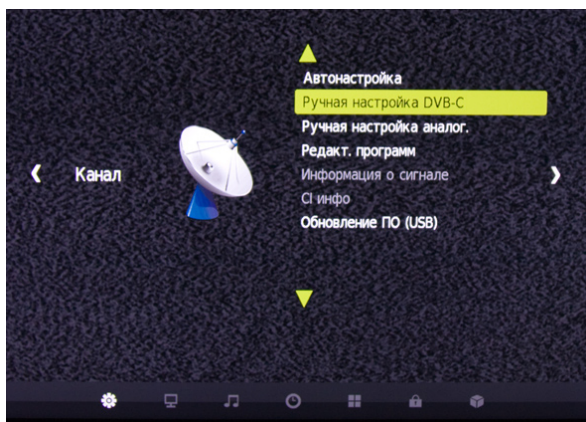 Автонастройка
Ручная настройка DVB-C
Ручная настройка аналог.
Редакт. программ
Канал
Информация о сигнале
CI инфо
Обновление ПО (USB)